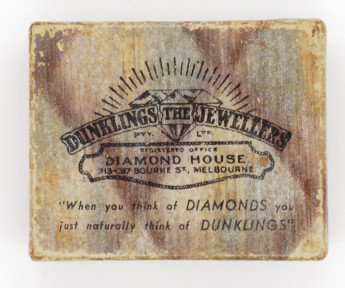 DUNKLINGS THE JEWELLERS
PTY. LTD.
REGISTERED OFFICE
DIAMOND HOUSE
313-317 BOURKE ST, MELBOURNE
"When you think of DIAMONDS you
just naturally think of DUNKLINGS"